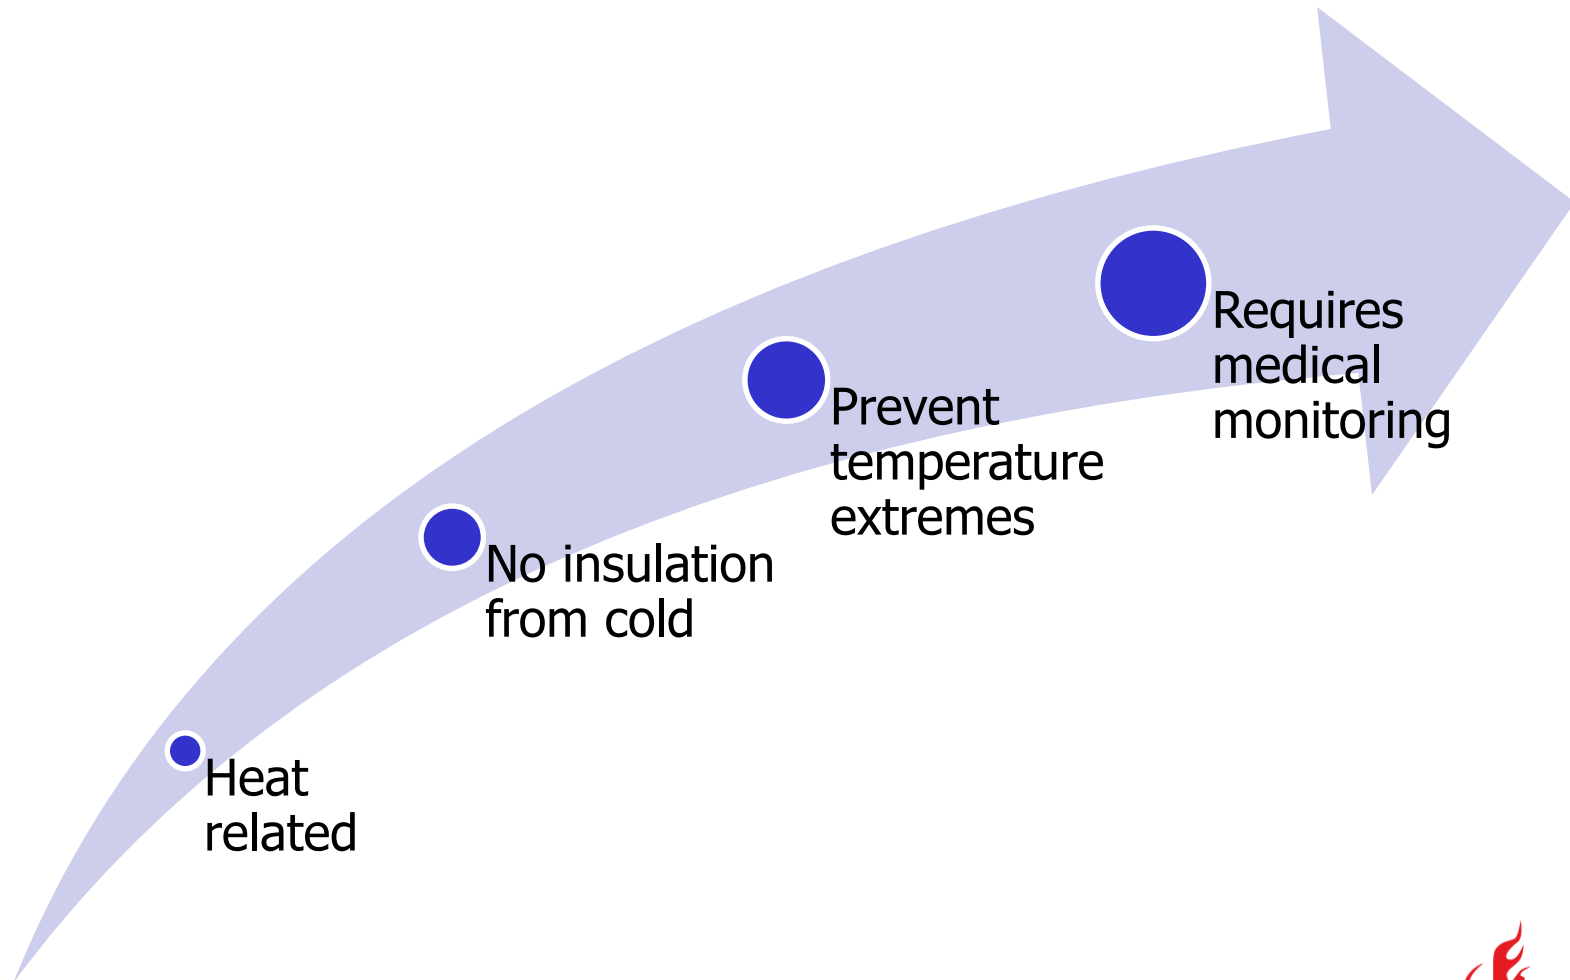 Heat
related
No insulation
from cold
Prevent
temperature
extremes
Requires
medical
monitoring